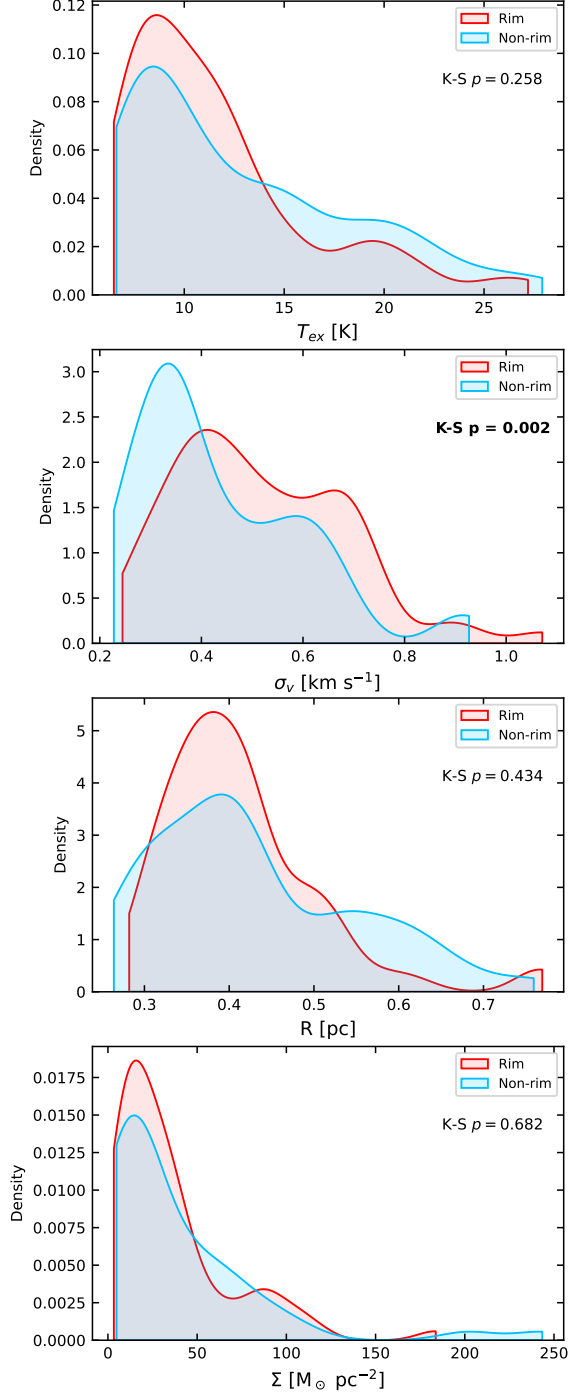 0.12
0.10
0.08
0.06
0.04
0.02
0.00
Density
Rim
Non-rim
K-S p = 0.258
10 15 20 25
T_ex [K]
3.0
2.5
2.0
1.5
1.0
0.5
0.0
Density
Rim
Non-rim
K-S p = 0.002
0.2 0.4 0.6 0.8 1.0
σ_v [km s⁻¹]
5
4
3
2
1
0
Density
Rim
Non-rim
K-S p = 0.434
0.3 0.4 0.5 0.6 0.7
R [pc]
0.0175
0.0150
0.0125
0.0100
0.0075
0.0050
0.0025
0.0000
Density
Rim
Non-rim
K-S p = 0.682
0 50 100 150 200 250
Σ [M_⊙ pc⁻²]